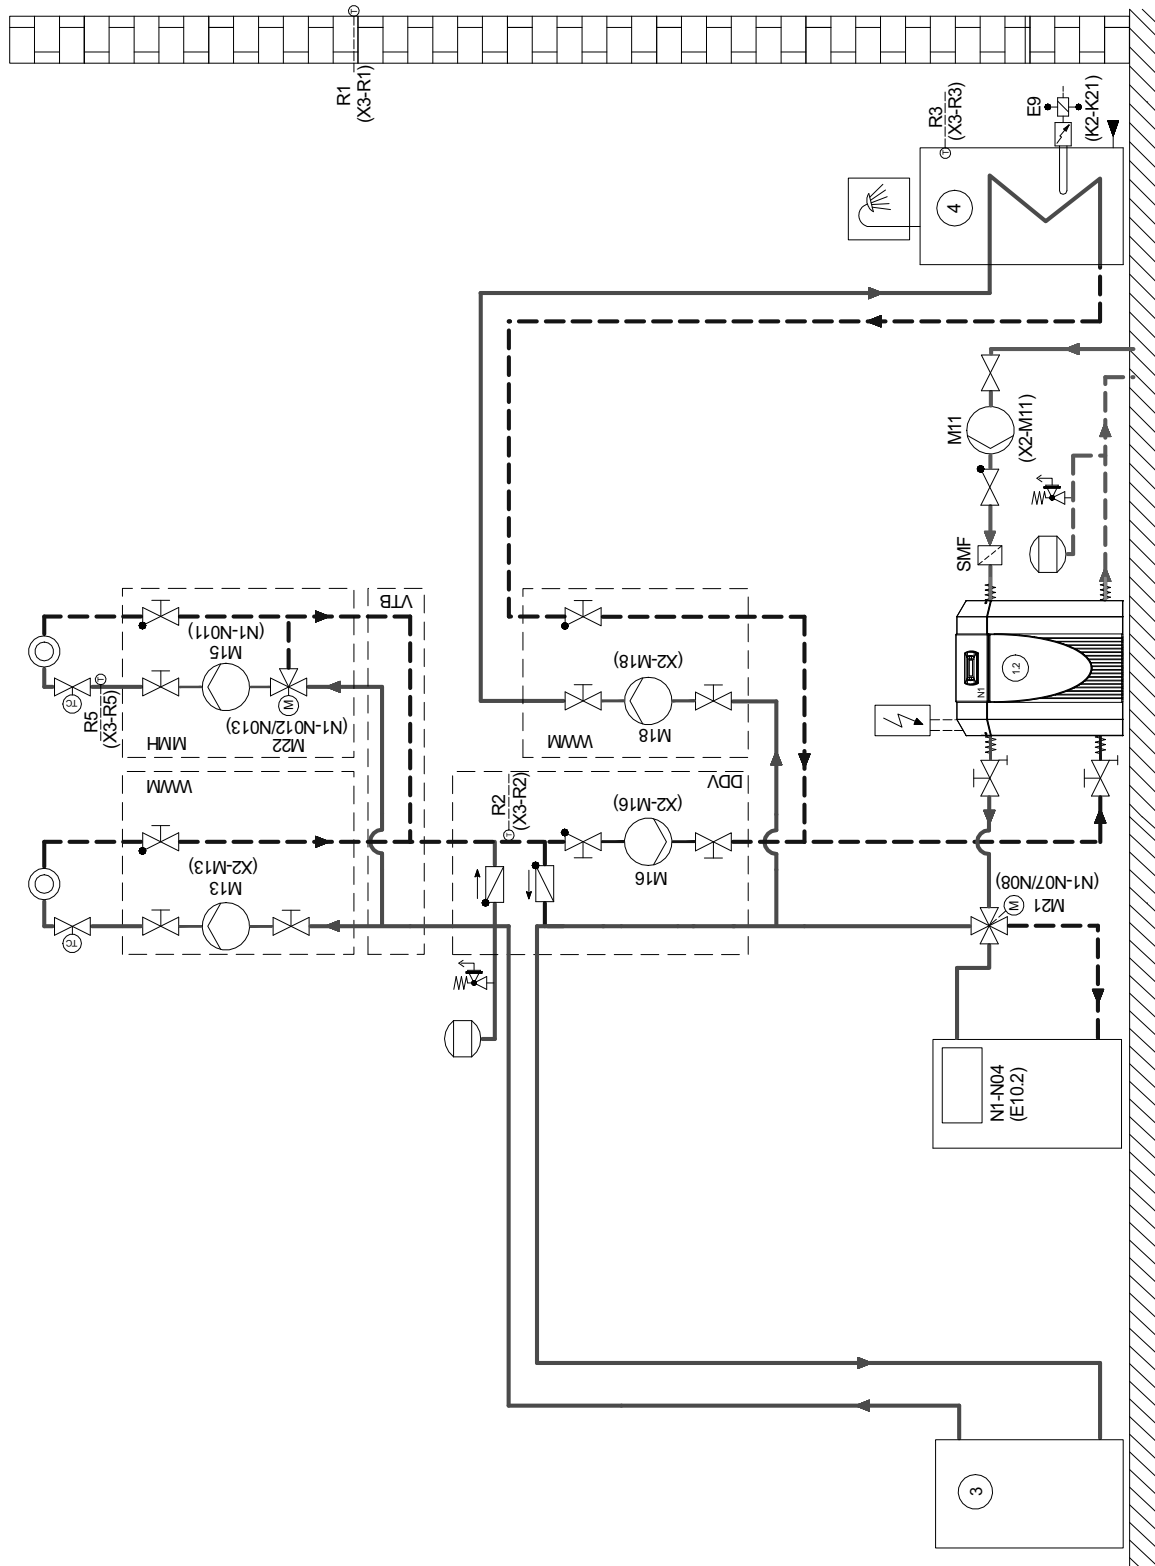 R1
(X3-R1)
R3
(X3-R3)
E9
(K2-K21)
4
M11
(X2-M11)
SMF
TC
T
R5
(X3-R5)
M15
(N1-N011)
M
M22
(N1-N012/N013)
MMH
VTB
WWM
M18
(X2-M18)
N1
1.2
TC
M13
(X2-M13)
WWM
R2
(X3-R2)
T
DDV
M16
(X2-M16)
M
M21
(N1-N07/N08)
N1-N04
(E10.2)
3
T
T